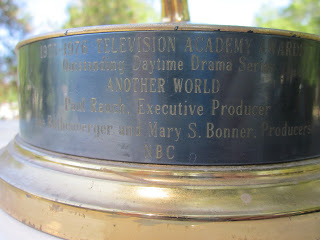 1975-1976 TELEVISION ACADEMY AWARDS
Outstanding Daytime Drama Series
ANOTHER WORLD
Paul Rauch, Executive Producer
and Mary S. Bonner, Producers
NBC